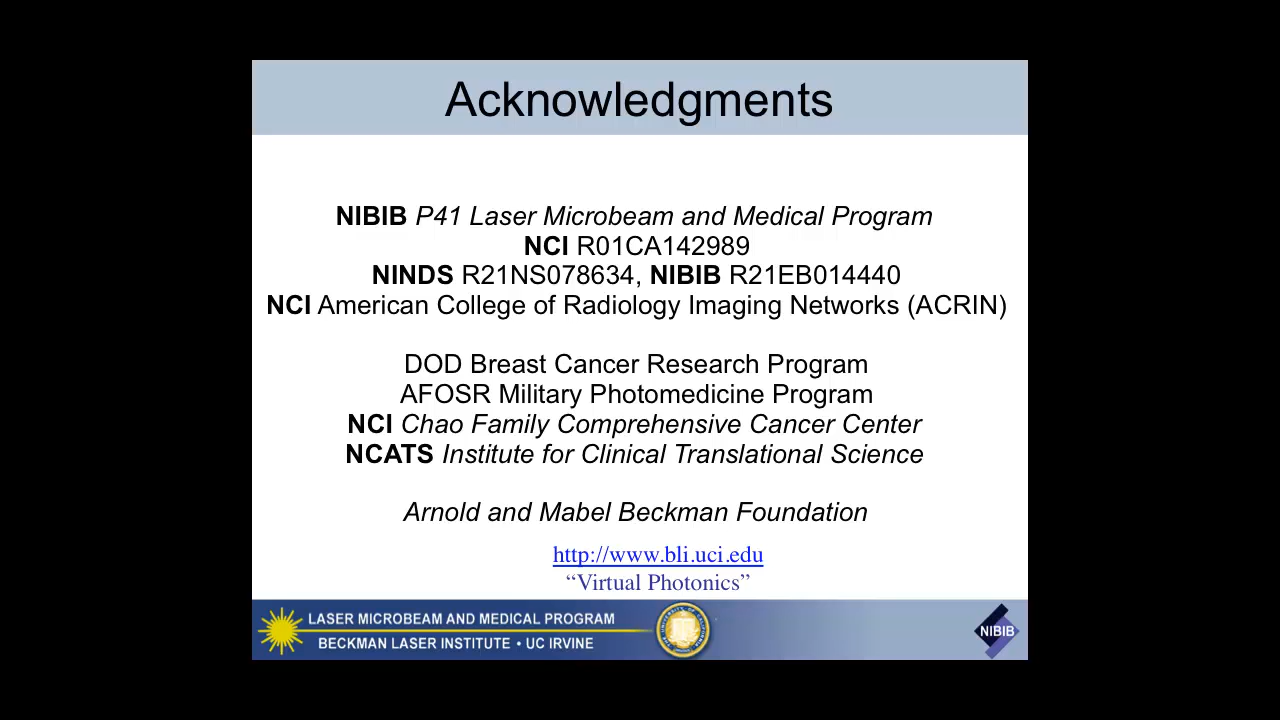 Acknowledgments
NIBIB P41 Laser Microbeam and Medical Program
NCI R01CA142989
NINDS R21NS078634, NIBIB R21EB014440
NCI American College of Radiology Imaging Networks (ACRIN)
DOD Breast Cancer Research Program
AFOSR Military Photomedicine Program
NCI Chao Family Comprehensive Cancer Center
NCATS Institute for Clinical Translational Science
Arnold and Mabel Beckman Foundation
http://www.bli.uci.edu
“Virtual Photonics”
LASER MICROBEAM AND MEDICAL PROGRAM
BECKMAN LASER INSTITUTE • UC IRVINE
NIBIB